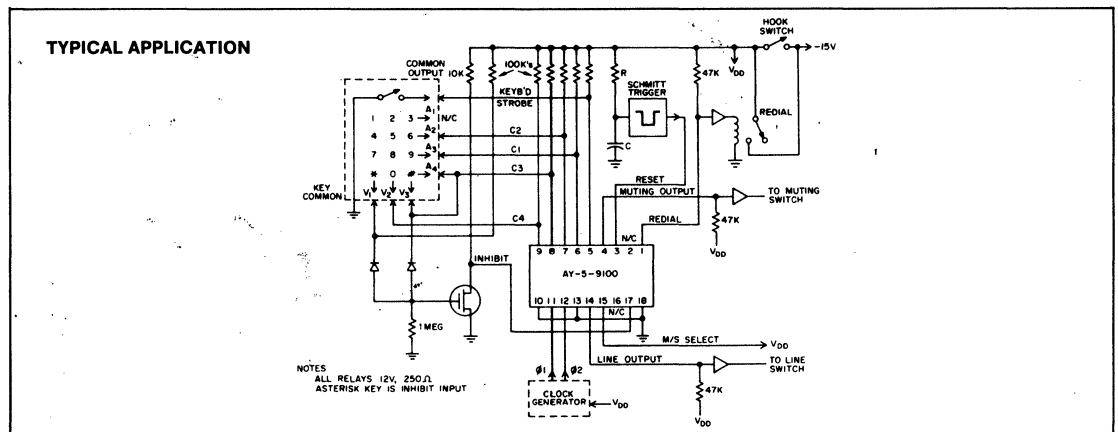 TYPICAL APPLICATION
HOOK SWITCH
-15V
VDD
COMMON OUTPUT
10K
100K's
R
47K
SCHMITT TRIGGER
REDIAL
KEYB'D STROBE
A1
1 2 3
N/C
A2
4 5 6
C2
A3
7 8 9
C1
A4
* 0 #
C3
C
KEY COMMON
V1 V2 V3
C4
RESET
MUTING OUTPUT
TO MUTING SWITCH
47K
VDD
REDIAL
N/C
9 8 7 6 5 4 3 2 1
INHIBIT
AY-5-9100
10 11 12 13 14 15 16 17 18
N/C
1 MEG
M/S SELECT
VDD
LINE OUTPUT
TO LINE SWITCH
47K
VDD
NOTES
ALL RELAYS 12V, 250Ω
ASTERISK KEY IS INHIBIT INPUT
ø1 ø2
CLOCK GENERATOR
VDD